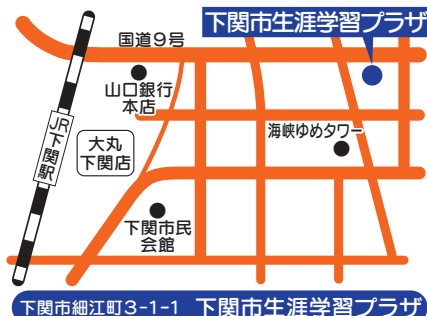 下関市生涯学習プラザ
国道9号
山口銀行
本店
JR下関駅
大丸
下関店
海峡ゆめタワー
下関市民
会館
下関市細江町3-1-1 下関市生涯学習プラザ